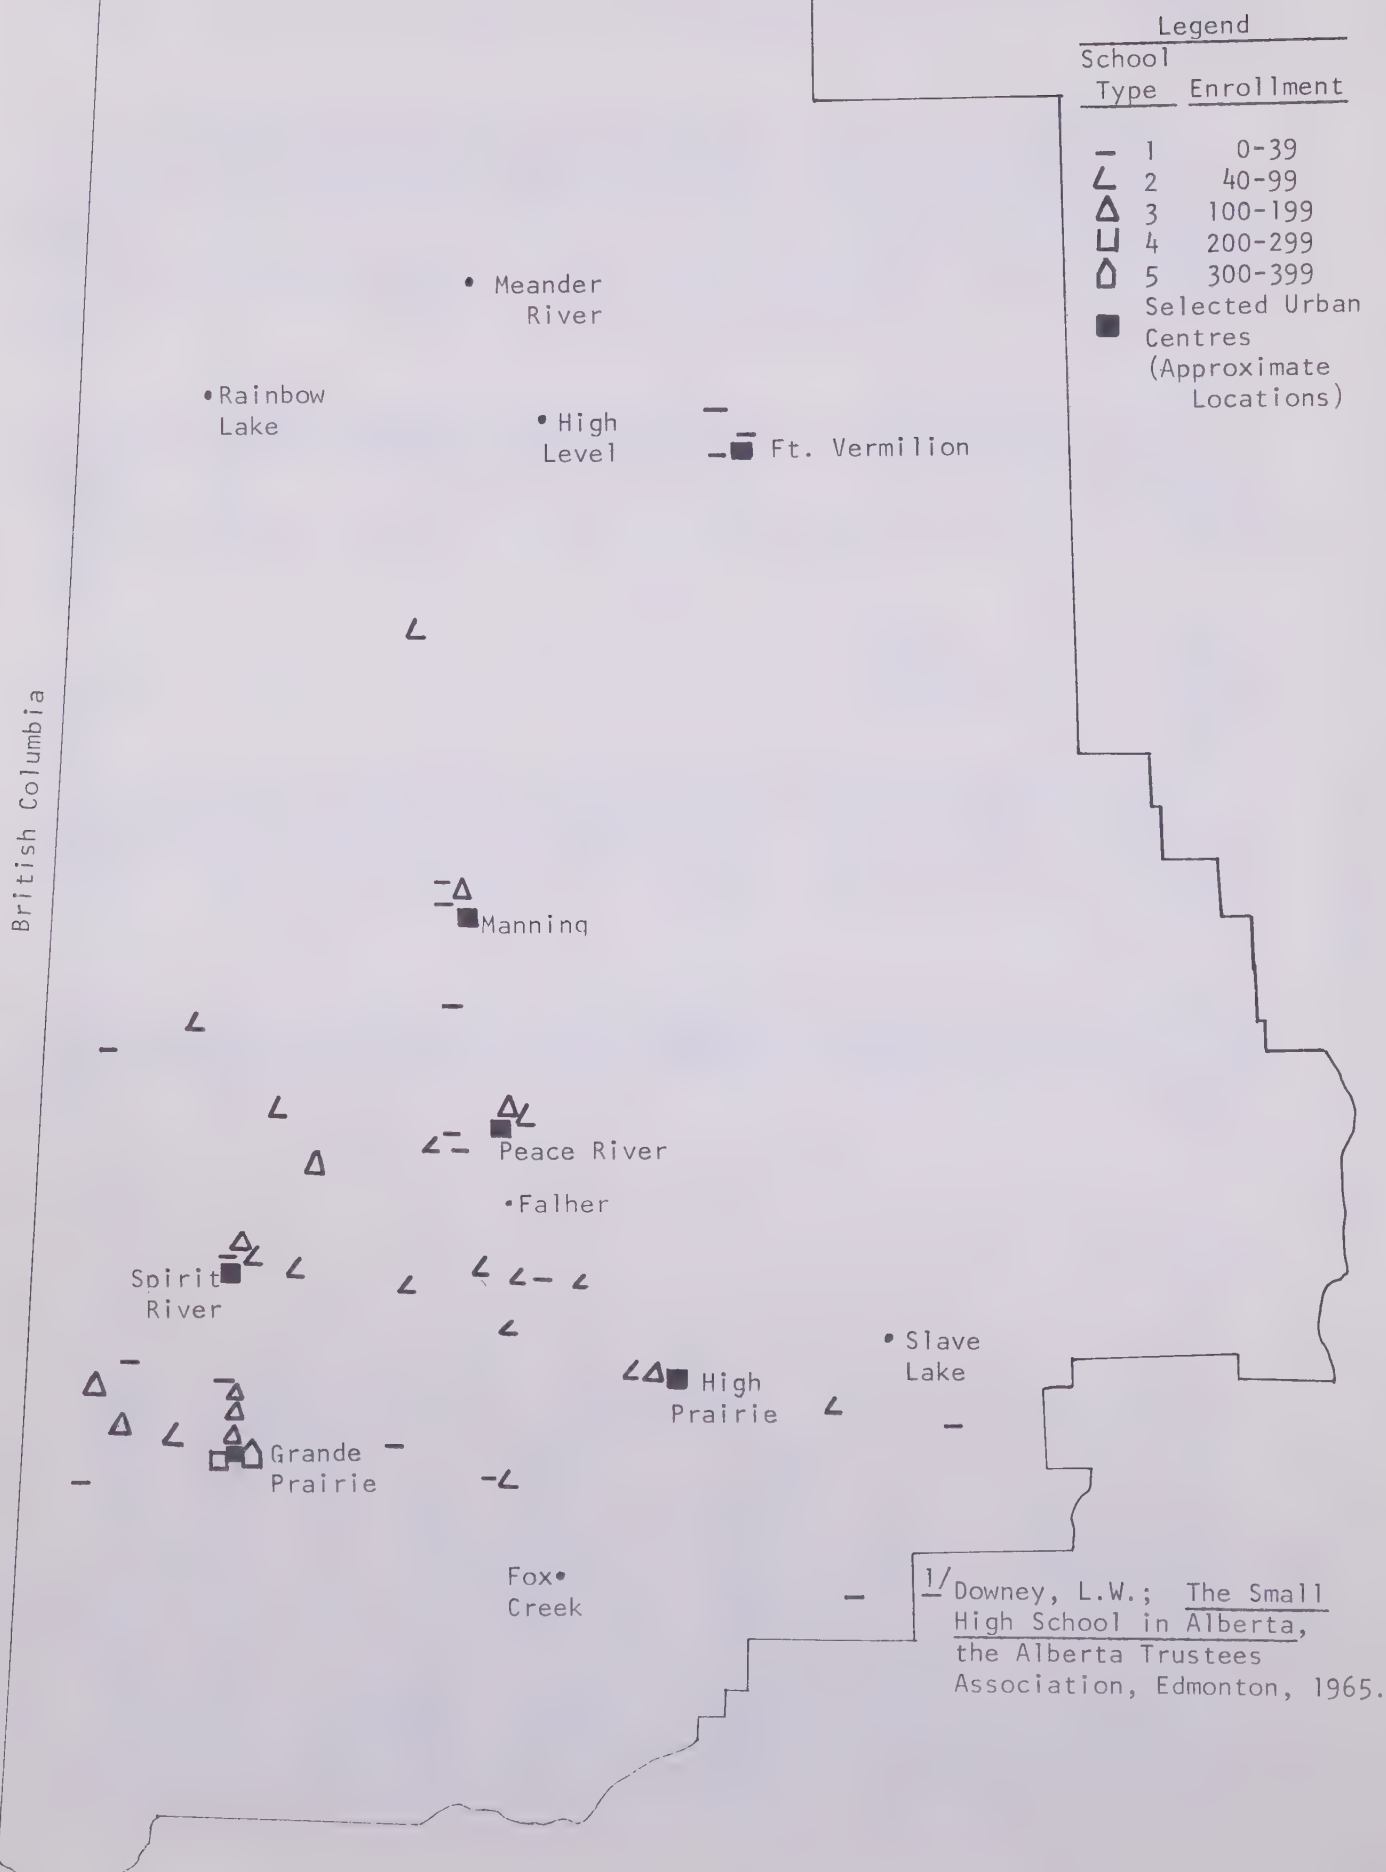 Legend
School
Type Enrollment
1 0-39
2 40-99
3 100-199
4 200-299
5 300-399
Selected Urban
Centres
(Approximate
Locations)
Meander
River
Rainbow
Lake
High
Level
Ft. Vermilion
British Columbia
Manning
Peace River
Falher
Spirit
River
Slave
Lake
High
Prairie
Grande
Prairie
Fox
Creek
1/ Downey, L.W.; The Small
High School in Alberta,
the Alberta Trustees
Association, Edmonton, 1965.